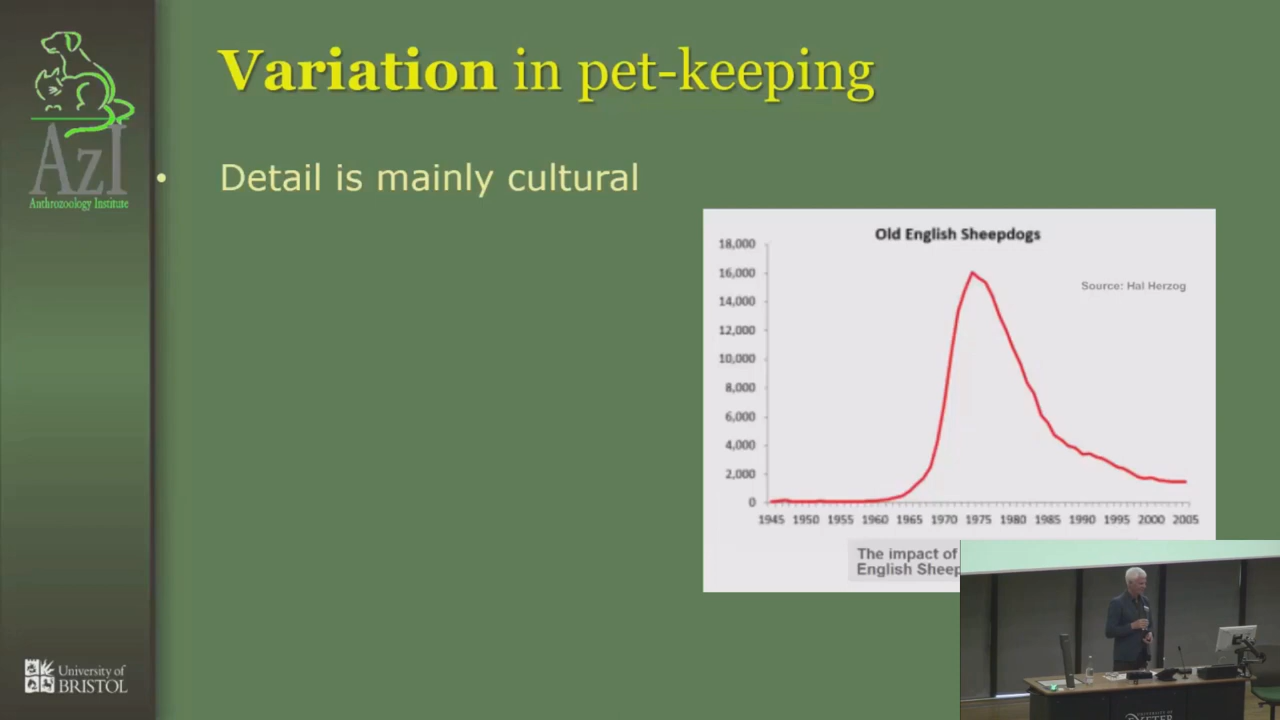 Variation in pet-keeping
AzI
Anthrozoology Institute
• Detail is mainly cultural
Old English Sheepdogs
Source: Hal Herzog
18,000
16,000
14,000
12,000
10,000
8,000
6,000
4,000
2,000
0
1945 1950 1955 1960 1965 1970 1975 1980 1985 1990 1995 2000 2005
The impact of
English Sheep
University of
BRISTOL